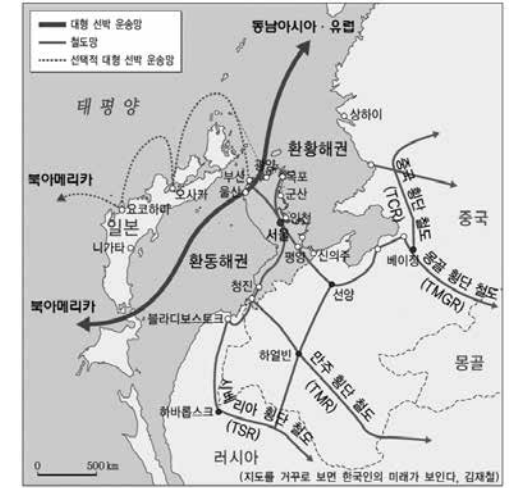 대형 선박 운송망
철도망
선택적 대형 선박 운송망
동남아시아 · 유럽
태평양
상하이
환황해권
광양
부산
목포
울산
군산
오사카
인천
서울
북아메리카
요코하마
일본
니가타
환동해권
평양
신의주
중국 횡단 철도
(TCR)
중국
베이징
몽골 횡단 철도
(TMGR)
청진
선양
북아메리카
블라디보스토크
몽골
하얼빈
만주 횡단 철도
(TMR)
하바롭스크
시베리아 횡단 철도
(TSR)
러시아
0 500 km
(지도를 거꾸로 보면 한국인의 미래가 보인다, 김재철)